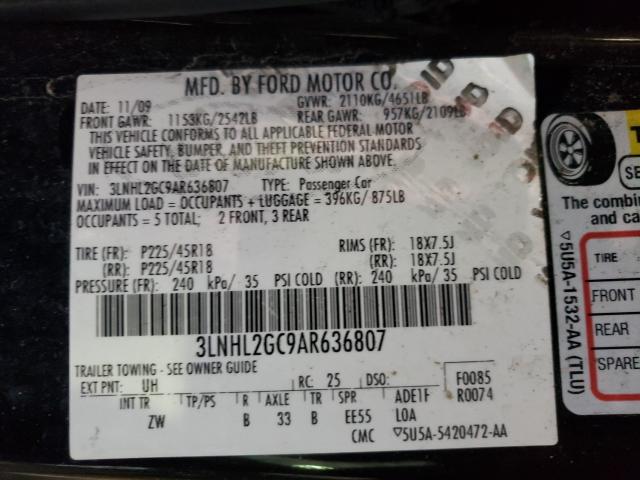 MFD. BY FORD MOTOR CO.
DATE: 11/09 GVWR: 2110KG/4651LB
FRONT GAWR: 1153KG/2542LB REAR GAWR: 957KG/2109LB
THIS VEHICLE CONFORMS TO ALL APPLICABLE FEDERAL MOTOR
VEHICLE SAFETY, BUMPER, AND THEFT PREVENTION STANDARDS
IN EFFECT ON THE DATE OF MANUFACTURE SHOWN ABOVE.
VIN: 3LNHL2GC9AR636807 TYPE: Passenger Car
MAXIMUM LOAD = OCCUPANTS + LUGGAGE = 396KG/ 875LB
OCCUPANTS = 5 TOTAL; 2 FRONT, 3 REAR
TIRE (FR): P225/45R18 RIMS (FR): 18X7.5J
(RR): P225/45R18 (RR): 18X7.5J
PRESSURE (FR): 240 kPa/ 35 PSI COLD (RR): 240 kPa/ 35 PSI COLD
3LNHL2GC9AR636807
TRAILER TOWING - SEE OWNER GUIDE
EXT PNT: UH RC: 25 DSO: F0085
INT TR TP/PS R AXLE TR SPR ADE1F R0074
ZW B 33 B EE55 LOA
CMC ▽5U5A-5420472-AA
The combin
and ca
▽5U5A-1532-AA (TLU)
TIRE
FRONT
REAR
SPARE